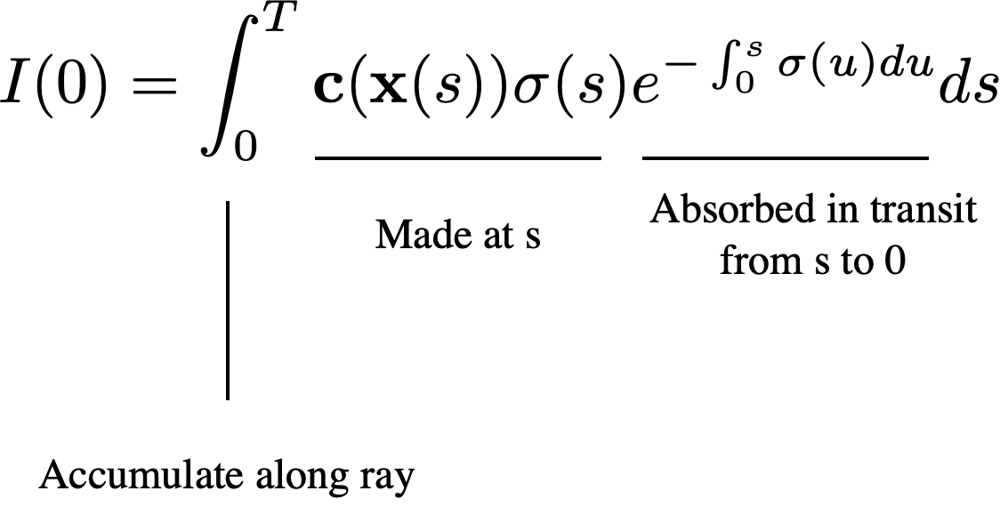 I(0) = ∫₀ᵀ c(x(s))σ(s)e^{− ∫₀ˢ σ(u)du} ds
Made at s
Absorbed in transit
from s to 0
Accumulate along ray